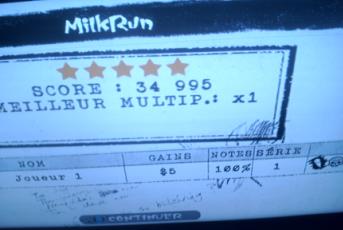 MilkRun
SCORE : 34 995
MEILLEUR MULTIP.: x1
NOM GAINS NOTES SÉRIE
Joueur 1 $5 100% 1
CONTINUER